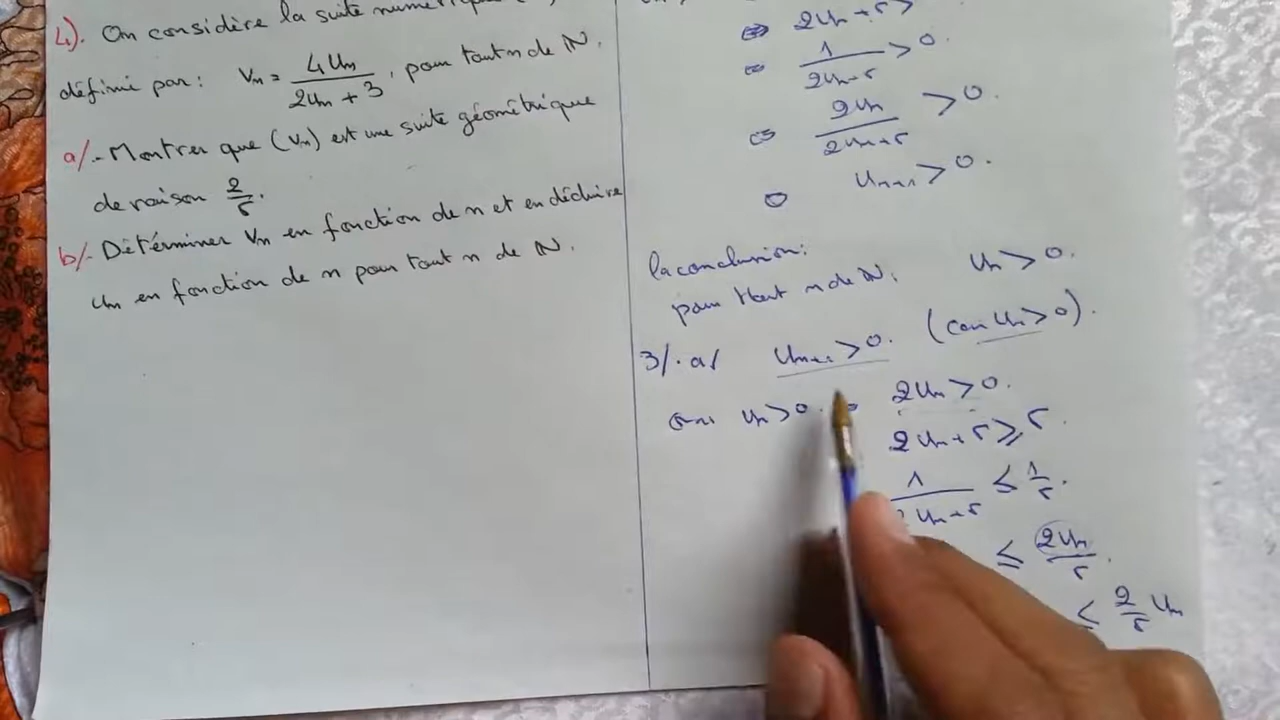 4). On considère la suite numérique
définie par : Vn = 4Un / (2Un + 3), pour tout n de ℕ.
a/- Montrer que (Vn) est une suite géométrique
de raison 2/5.
b/- Détérminer Vn en fonction de n et en déduire
Un en fonction de n pour tout n de ℕ.
⇔ 2Un + 5 >
⇔ 1 / (2Un+5) > 0.
⇔ 2Un / (2Un+5) > 0.
Un+1 > 0.
la conclusion:
pour tout n de ℕ. Un > 0.
3/. a/ Un+1 > 0. (car Un > 0).
Un > 0. 2Un > 0.
2Un + 5 ≥ 5.
1 / Un+5 ≤ 1/5.
≤ 2Un / 5.
≤ 2/5 Un